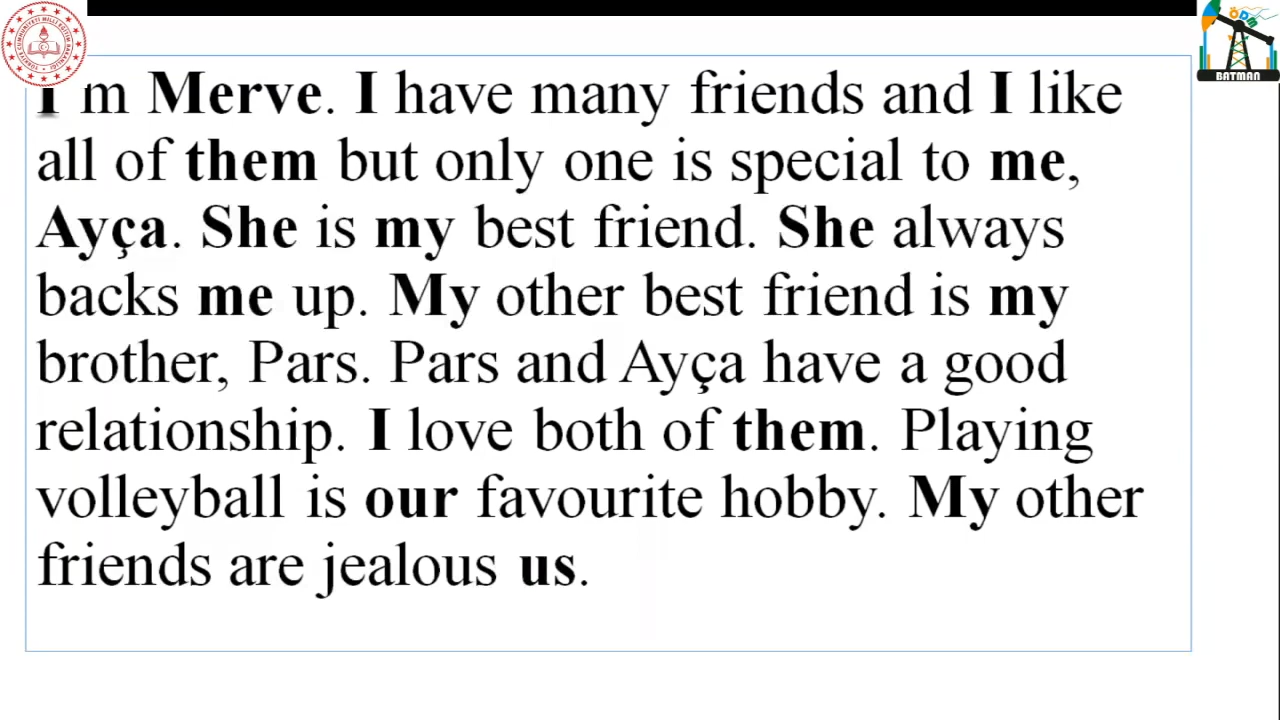 I'm Merve. I have many friends and I like
all of them but only one is special to me,
Ayça. She is my best friend. She always
backs me up. My other best friend is my
brother, Pars. Pars and Ayça have a good
relationship. I love both of them. Playing
volleyball is our favourite hobby. My other
friends are jealous us.
ÖDM
BATMAN